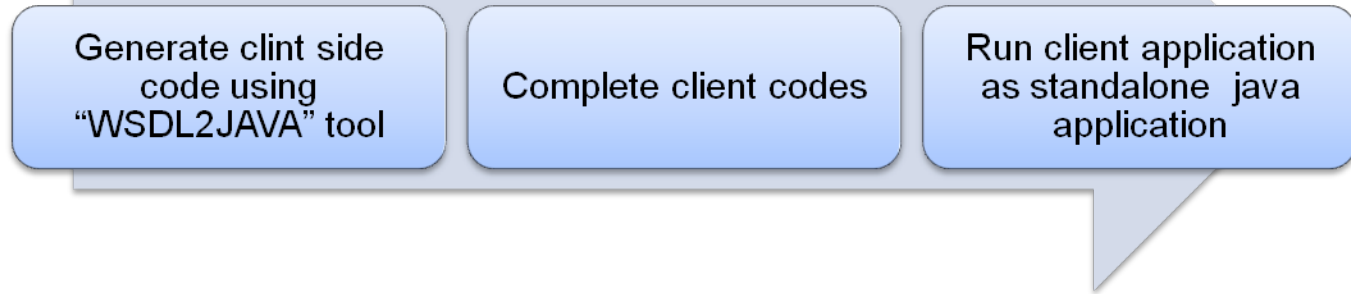 Generate clint side
code using
“WSDL2JAVA” tool
Complete client codes
Run client application
as standalone  java
application